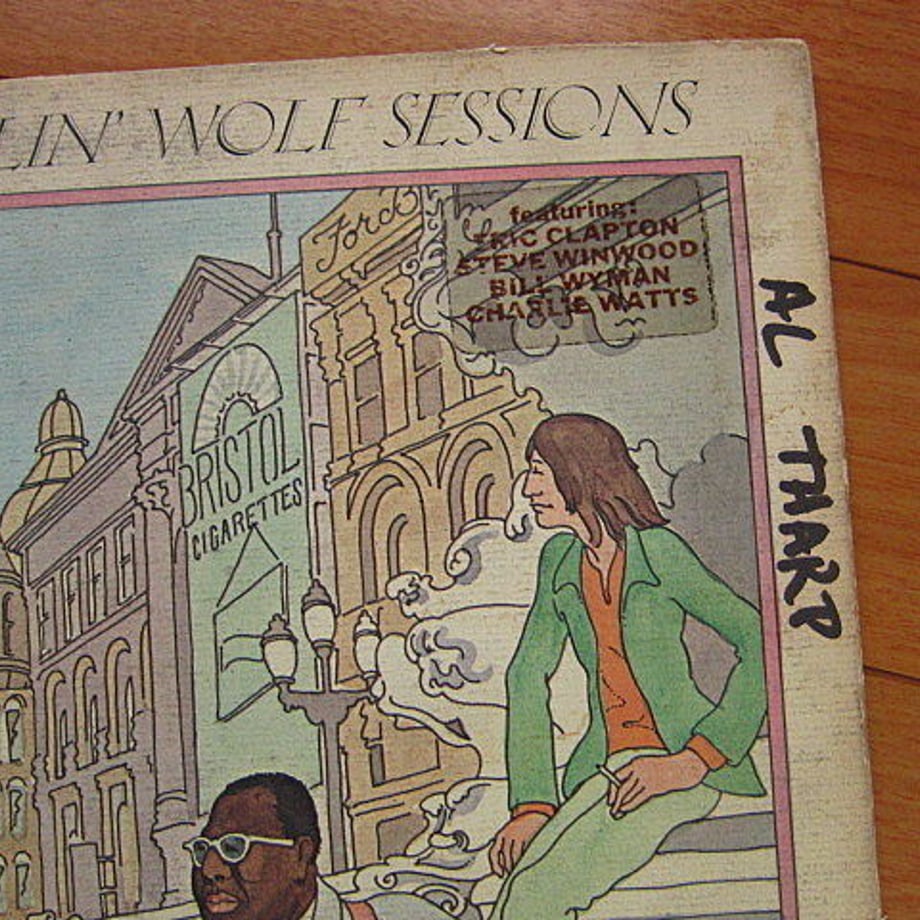 LIN' WOLF SESSIONS
Ford
featuring:
ERIC CLAPTON
STEVE WINWOOD
BILL WYMAN
CHARLIE WATTS
BRISTOL
CIGARETTES
AL THARP